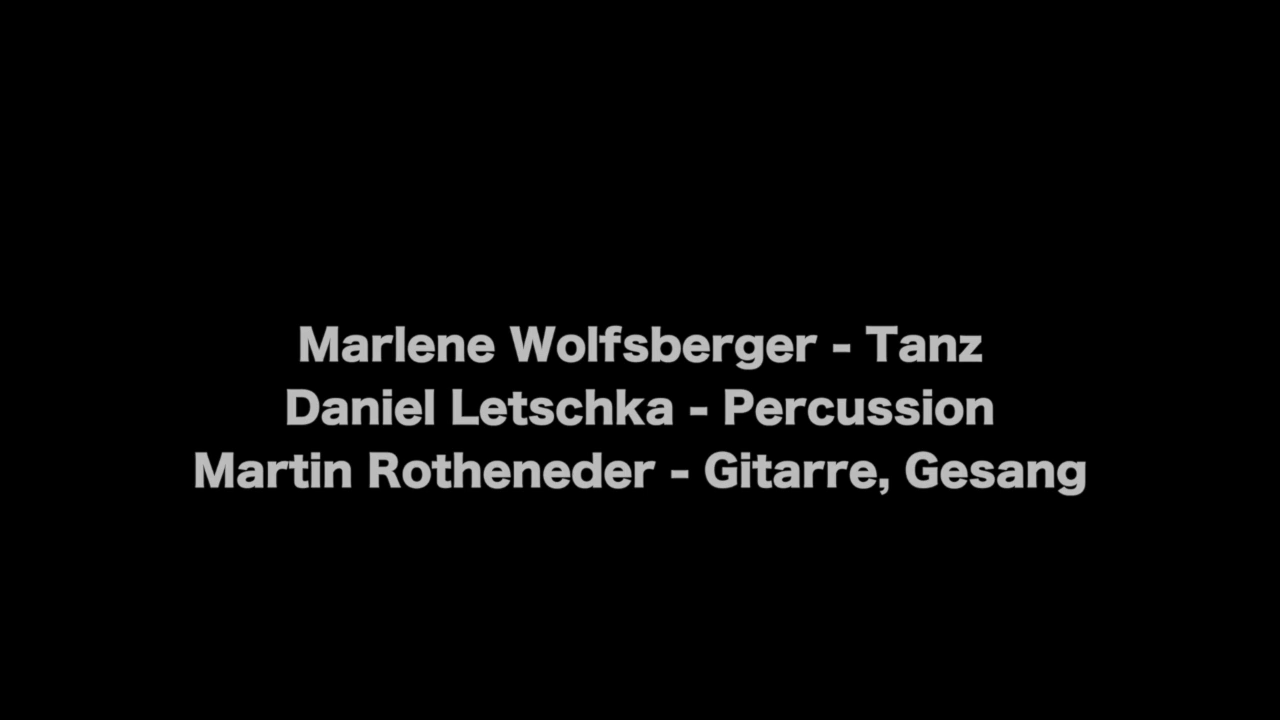 Marlene Wolfsberger - Tanz
Daniel Letschka - Percussion
Martin Rotheneder - Gitarre, Gesang